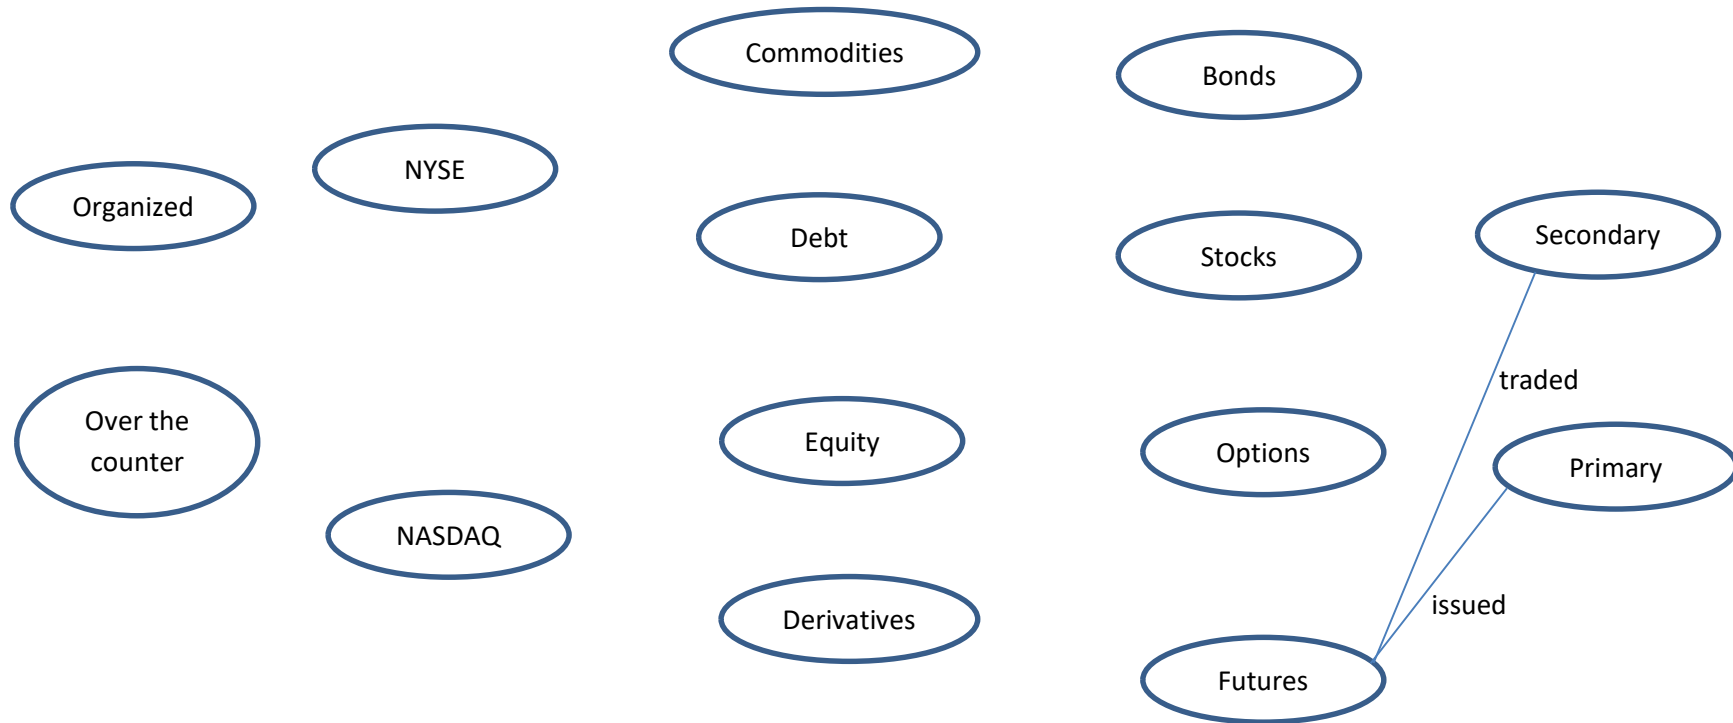 Commodities
Bonds
NYSE
Organized
Debt
Stocks
Secondary
traded
Over the
counter
Equity
Options
Primary
NASDAQ
issued
Derivatives
Futures